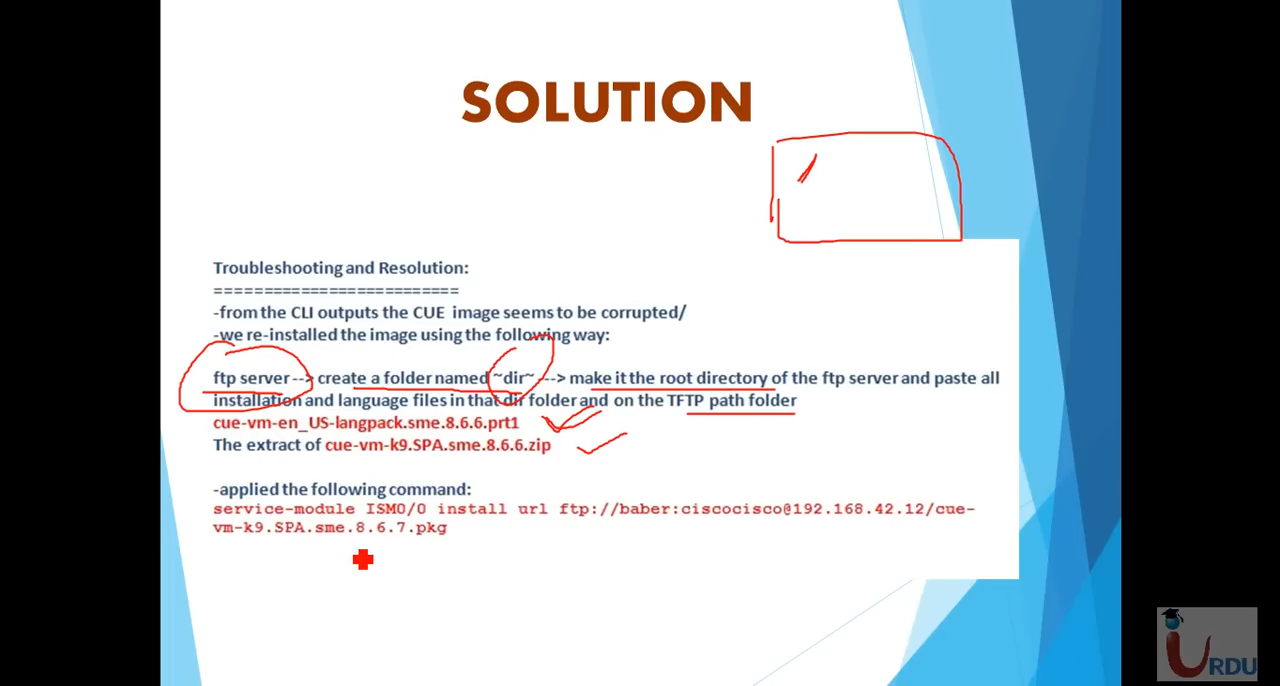 SOLUTION
Troubleshooting and Resolution:
==========================
-from the CLI outputs the CUE image seems to be corrupted/
-we re-installed the image using the following way:
ftp server --> create a folder named ~dir~ ---> make it the root directory of the ftp server and paste all
installation and language files in that dir folder and on the TFTP path folder
cue-vm-en_US-langpack.sme.8.6.6.prt1
The extract of cue-vm-k9.SPA.sme.8.6.6.zip
-applied the following command:
service-module ISM0/0 install url ftp://baber:ciscocisco@192.168.42.12/cue-
vm-k9.SPA.sme.8.6.7.pkg
iURDU